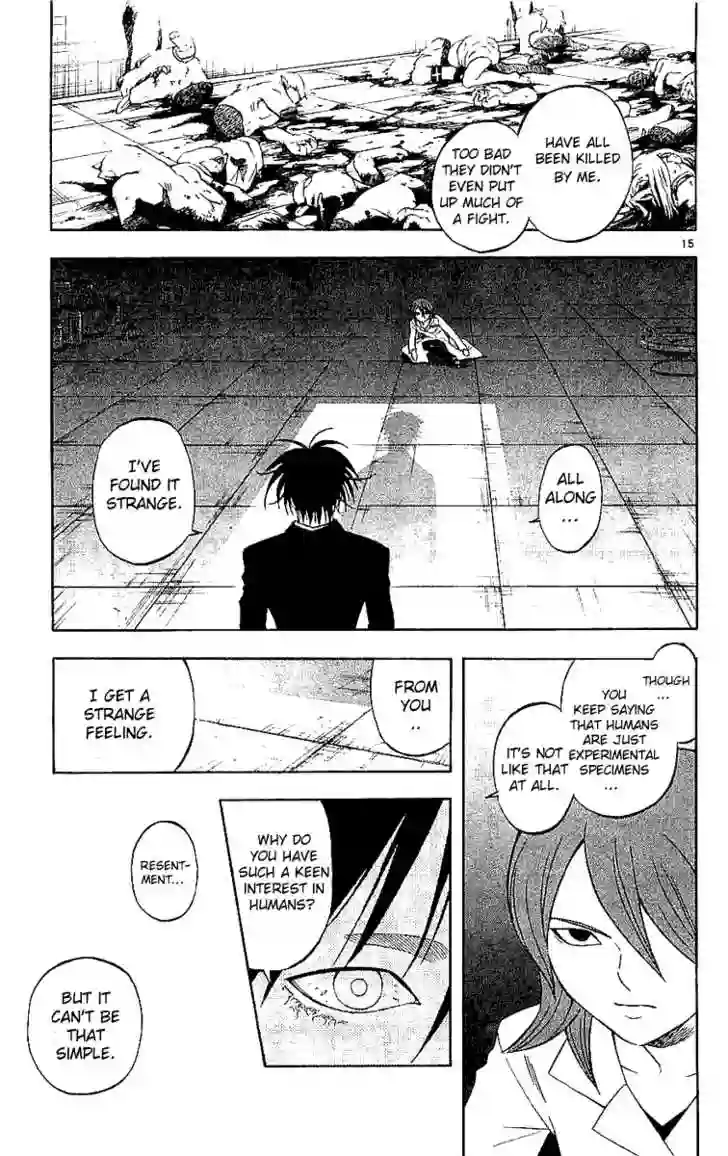 HAVE ALL
BEEN KILLED
BY ME.
TOO BAD
THEY DIDN'T
EVEN PUT
UP MUCH OF
A FIGHT.
15
ALL
ALONG
...
I'VE
FOUND IT
STRANGE.
FROM
YOU
..
I GET A
STRANGE
FEELING.
THOUGH
...
YOU
KEEP SAYING
THAT HUMANS
ARE JUST
EXPERIMENTAL
SPECIMENS
...
IT'S NOT
LIKE THAT
AT ALL.
WHY DO
YOU HAVE
SUCH A KEEN
INTEREST IN
HUMANS?
RESENT-
MENT...
BUT IT
CAN'T BE
THAT
SIMPLE.